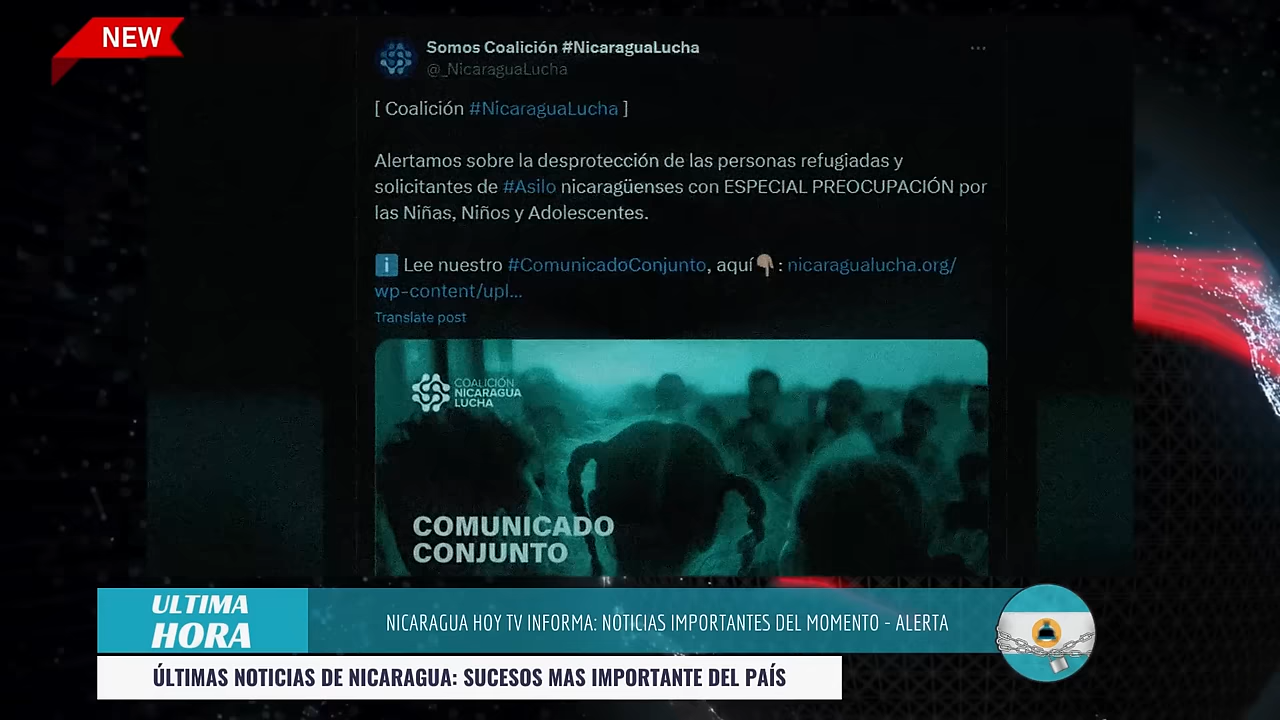 NEW
Somos Coalición #NicaraguaLucha
@_NicaraguaLucha
[ Coalición #NicaraguaLucha ]
Alertamos sobre la desprotección de las personas refugiadas y
solicitantes de #Asilo nicaragüenses con ESPECIAL PREOCUPACIÓN por
las Niñas, Niños y Adolescentes.
ℹ️ Lee nuestro #ComunicadoConjunto, aquí👇🏽: nicaragualucha.org/
wp-content/upl...
Translate post
COALICIÓN
NICARAGUA
LUCHA
COMUNICADO
CONJUNTO
ULTIMA
HORA
NICARAGUA HOY TV INFORMA: NOTICIAS IMPORTANTES DEL MOMENTO - ALERTA
ÚLTIMAS NOTICIAS DE NICARAGUA: SUCESOS MAS IMPORTANTE DEL PAÍS